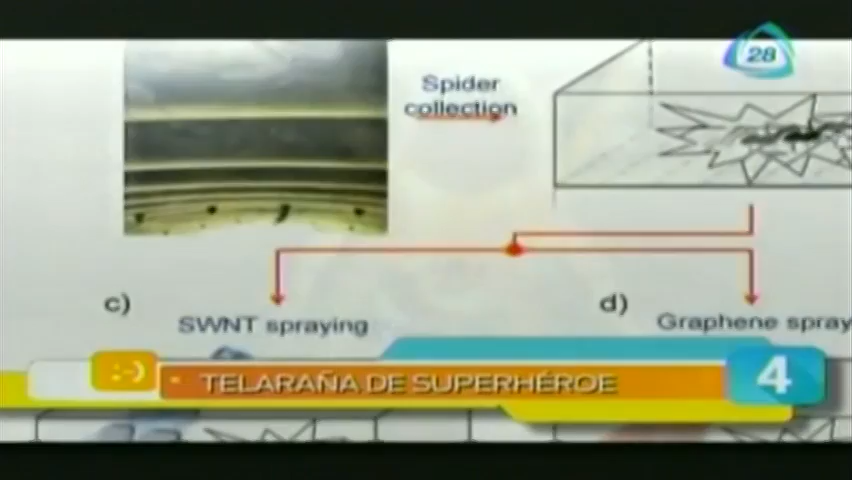 28
Spider
collection
c)
d)
SWNT spraying
Graphene spray
:-)
TELARAÑA DE SUPERHÉROE
4